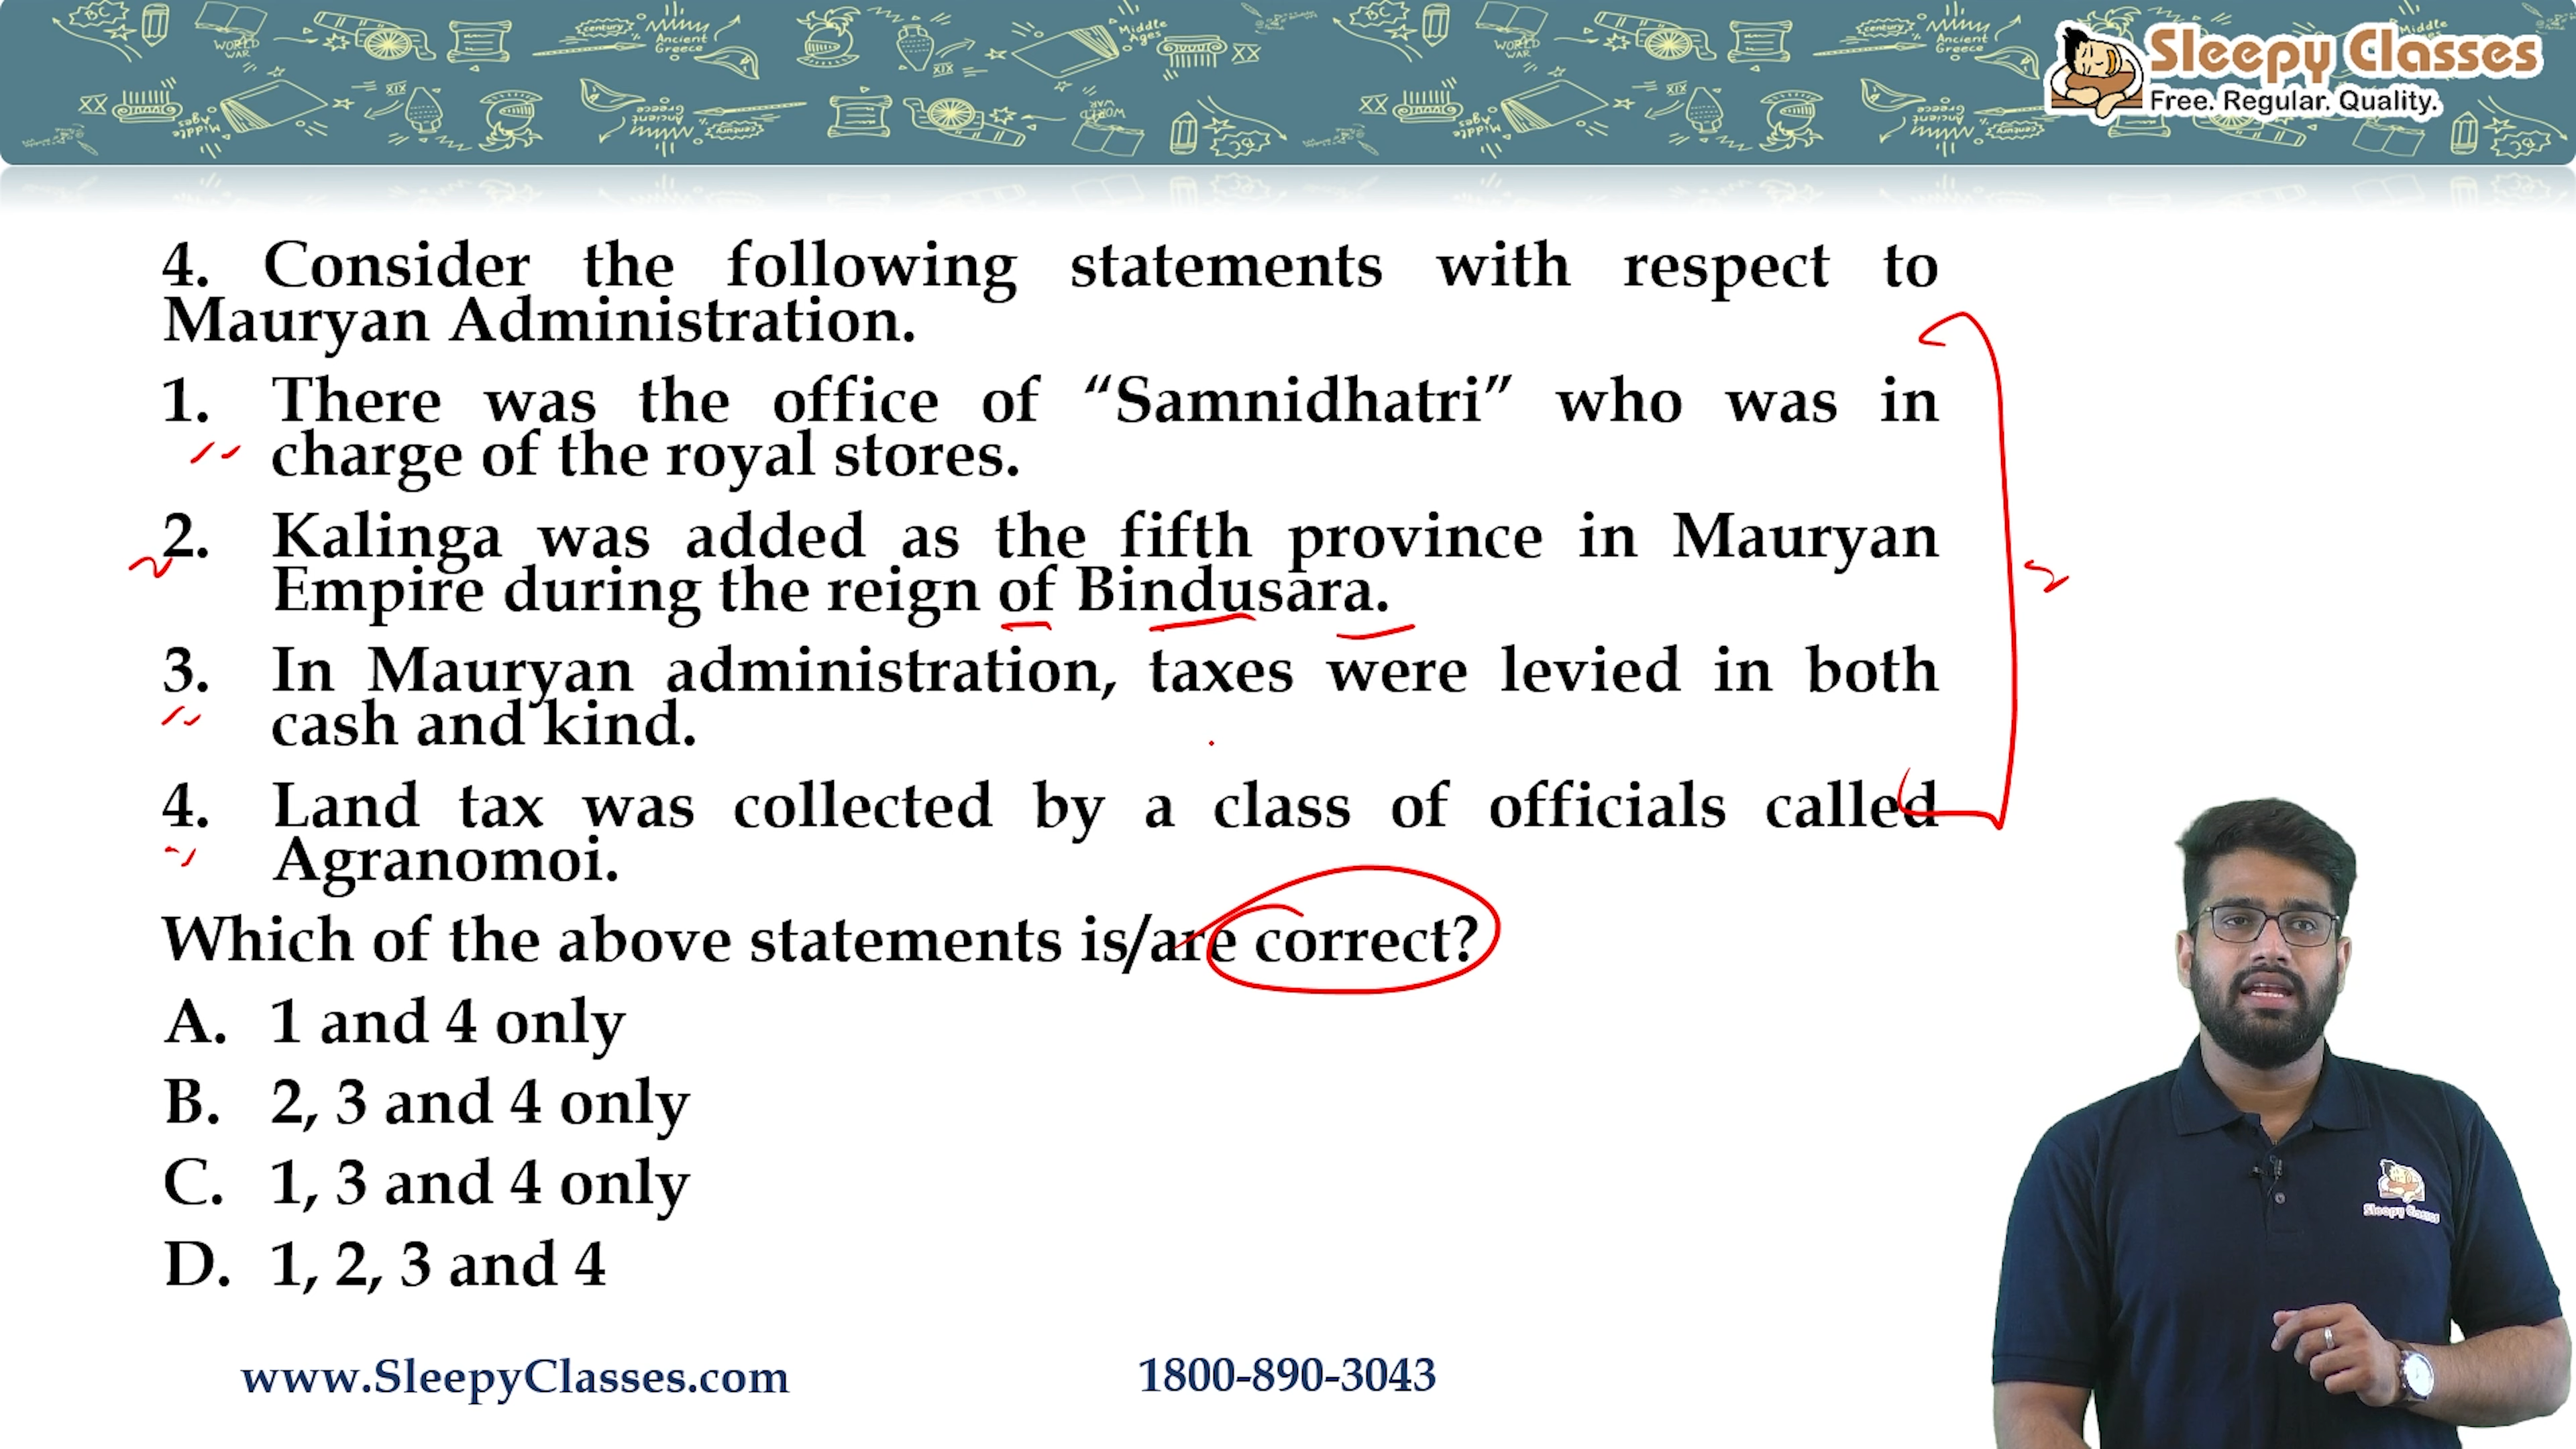 Sleepy Classes
Free. Regular. Quality.
4. Consider the following statements with respect to
Mauryan Administration.
1. There was the office of “Samnidhatri” who was in
charge of the royal stores.
2. Kalinga was added as the fifth province in Mauryan
Empire during the reign of Bindusara.
3. In Mauryan administration, taxes were levied in both
cash and kind.
4. Land tax was collected by a class of officials called
Agranomoi.
Which of the above statements is/are correct?
A. 1 and 4 only
B. 2, 3 and 4 only
C. 1, 3 and 4 only
D. 1, 2, 3 and 4
www.SleepyClasses.com 1800-890-3043
Sleepy Classes